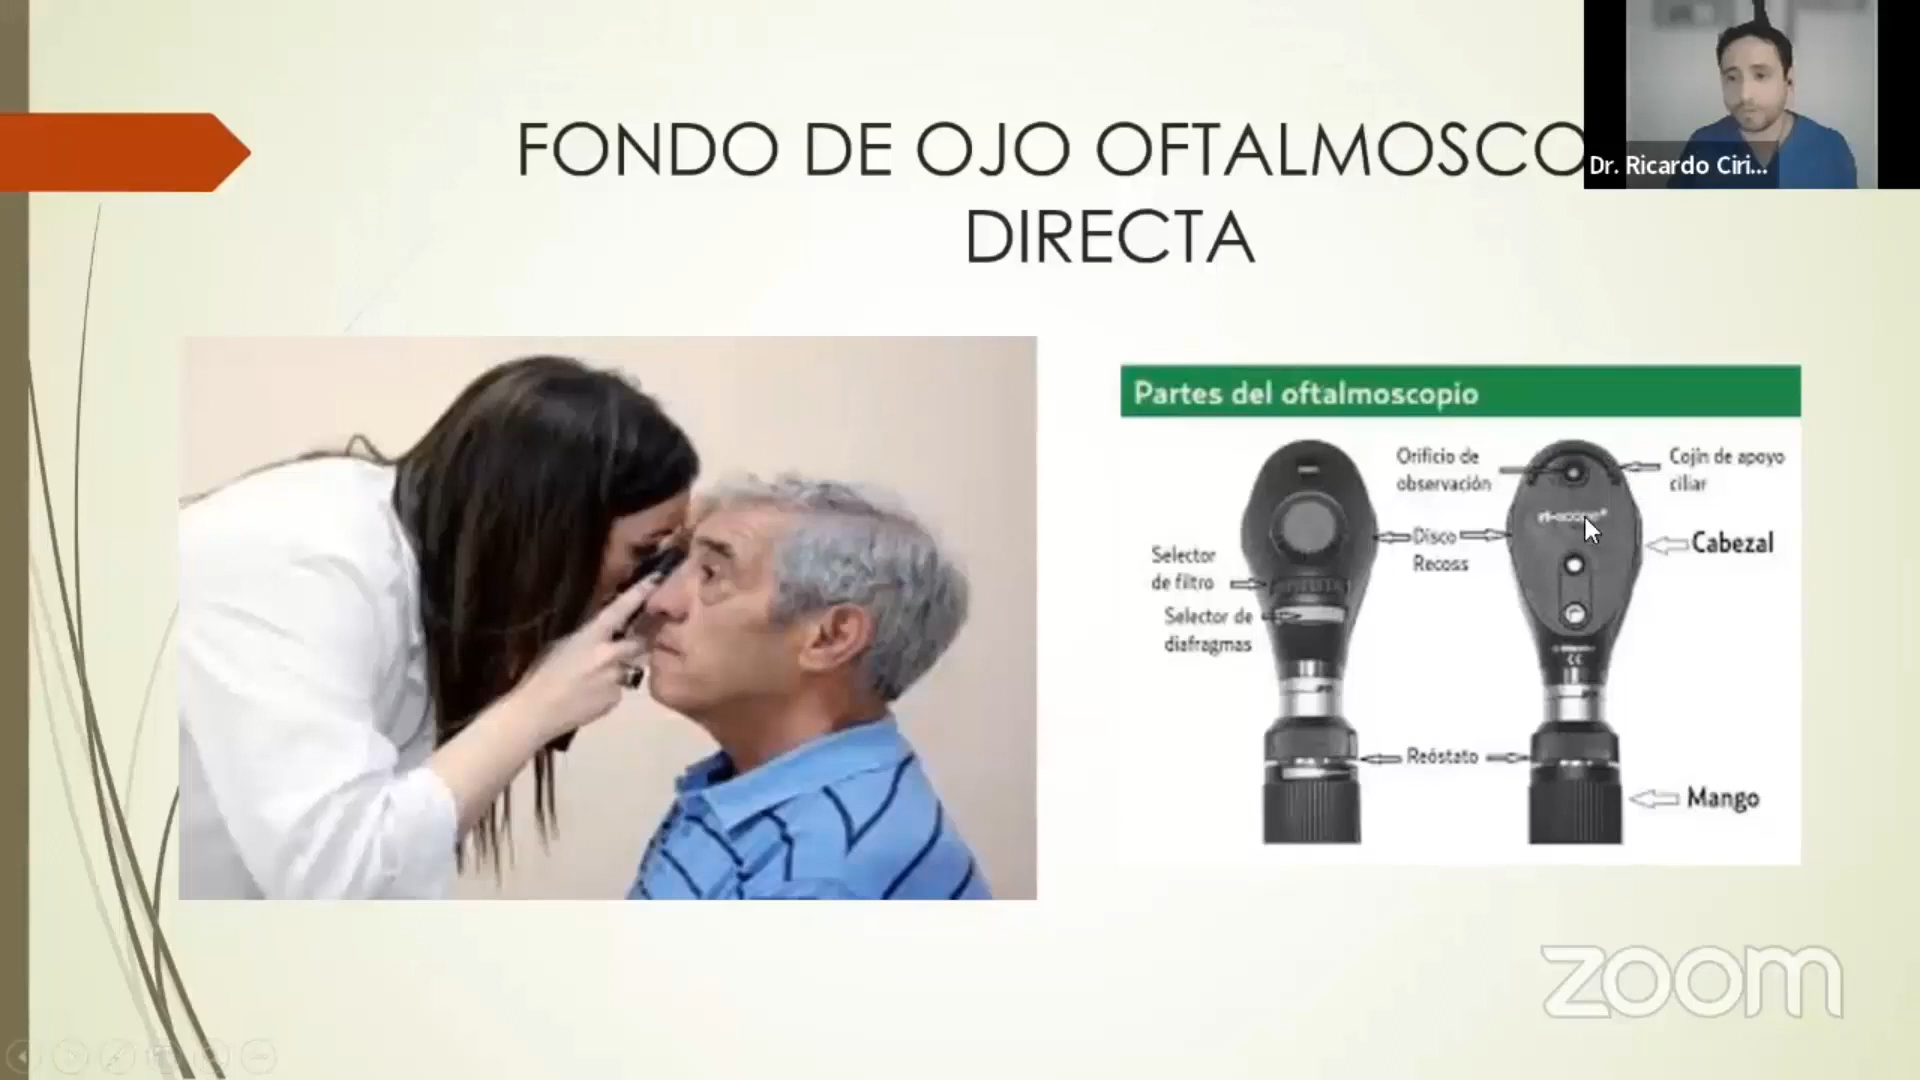 FONDO DE OJO OFTALMOSCO
DIRECTA
Dr. Ricardo Ciri...
Partes del oftalmoscopio
Orificio de
observación
Cojín de apoyo
ciliar
Disco
Recoss
Cabezal
Selector
de filtro
Selector de
diafragmas
CE
Reóstato
Mango
zoom